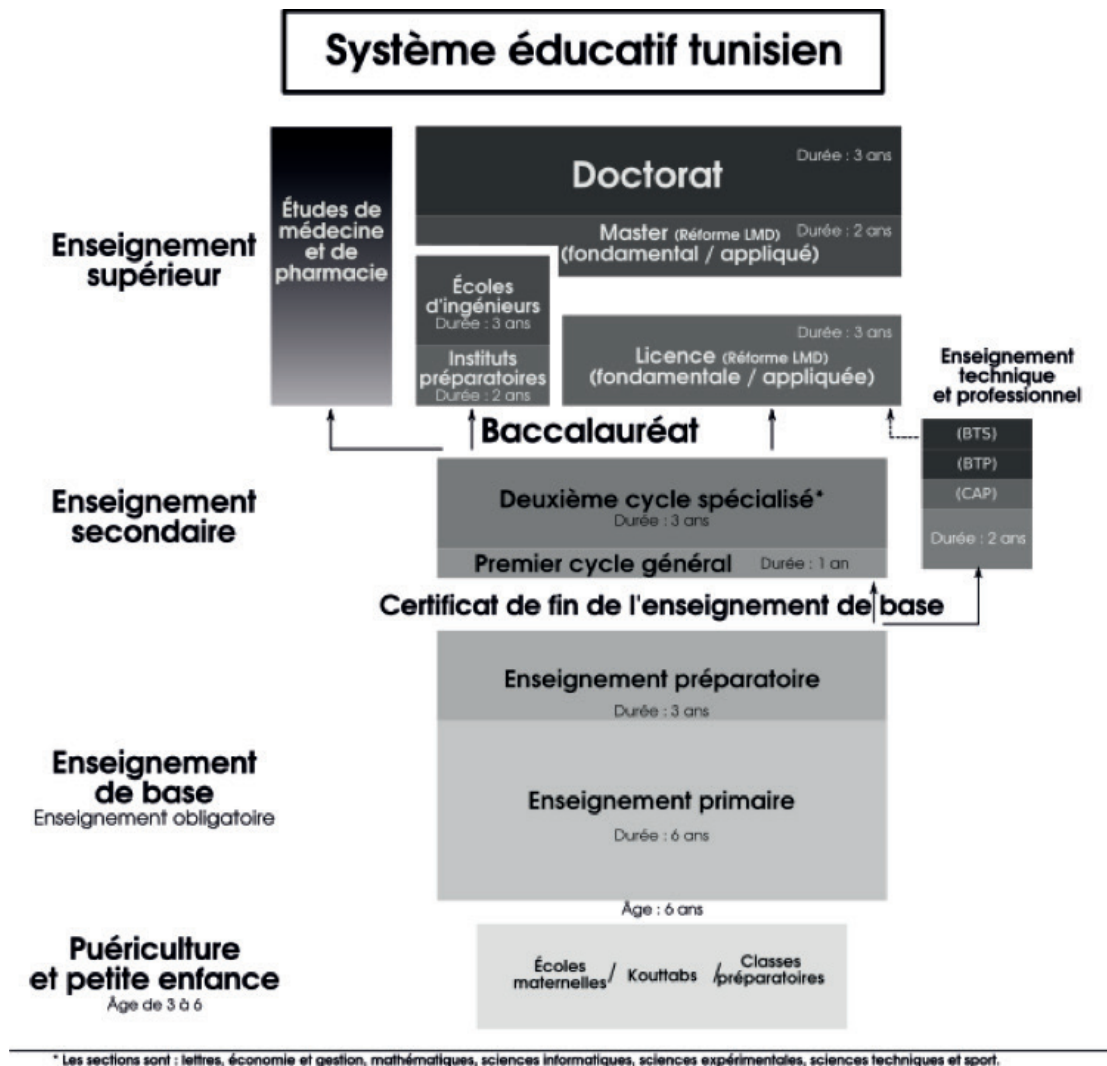 Système éducatif tunisien
Enseignement
supérieur
Études de
médecine
et de
pharmacie
Durée : 3 ans
Doctorat
Master (Réforme LMD) Durée : 2 ans
(fondamental / appliqué)
Écoles
d'ingénieurs
Durée : 3 ans
Instituts
préparatoires
Durée : 2 ans
Durée : 3 ans
Licence (Réforme LMD)
(fondamentale / appliquée)
Enseignement
technique
et professionnel
(BTS)
(BTP)
(CAP)
Durée : 2 ans
Baccalauréat
Enseignement
secondaire
Deuxième cycle spécialisé*
Durée : 3 ans
Premier cycle général Durée : 1 an
Certificat de fin de l'enseignement de base
Enseignement préparatoire
Durée : 3 ans
Enseignement
de base
Enseignement obligatoire
Enseignement primaire
Durée : 6 ans
Âge : 6 ans
Puériculture
et petite enfance
Âge de 3 à 6
Écoles
maternelles / Kouttabs / Classes
préparatoires
* Les sections sont : lettres, économie et gestion, mathématiques, sciences informatiques, sciences expérimentales, sciences techniques et sport.